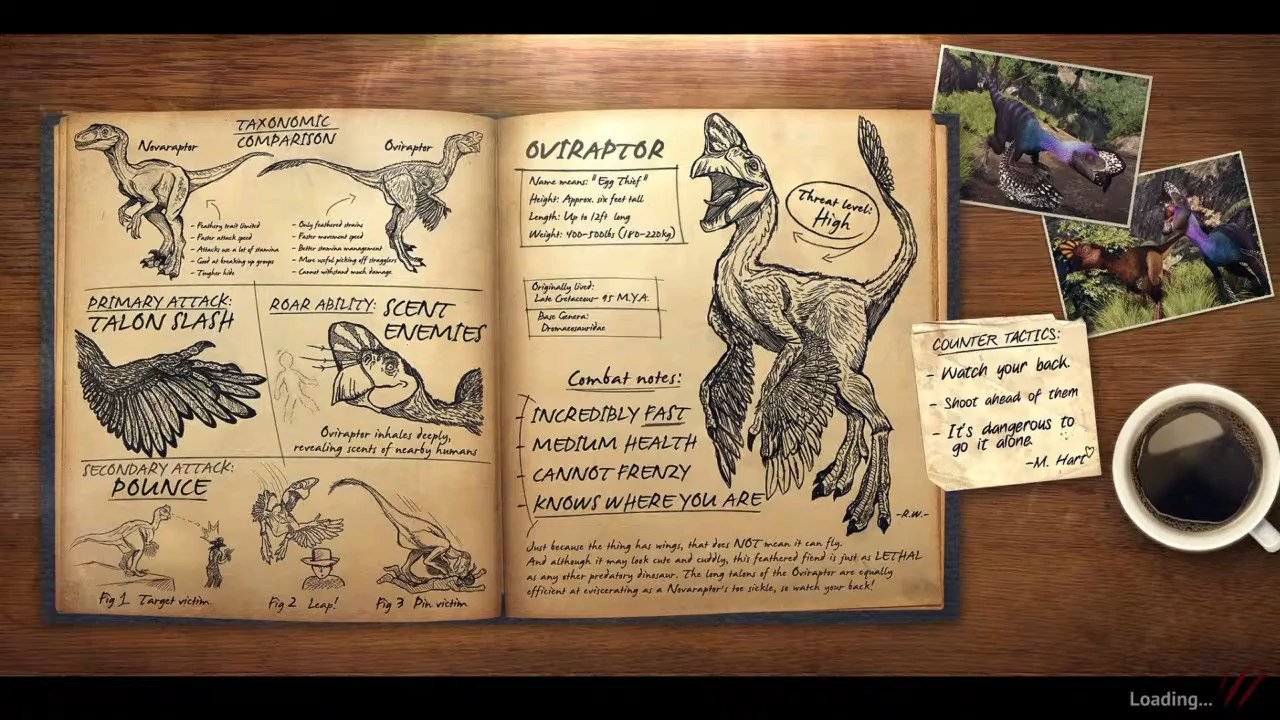 TAXONOMIC
COMPARISON
Novaraptor
Oviraptor
- Feathery trait limited
- Faster attack speed
- Attacks use a lot of stamina
- Good at breaking up groups
- Tougher hide
- Only feathered strains
- Faster movement speed
- Better stamina management
- More useful picking off stragglers
- Cannot withstand much damage
PRIMARY ATTACK:
TALON SLASH
ROAR ABILITY: SCENT
ENEMIES
Oviraptor inhales deeply,
revealing scents of nearby humans
SECONDARY ATTACK:
POUNCE
Fig 1 Target victim
Fig 2 Leap!
Fig 3 Pin victim
OVIRAPTOR
Name means: "Egg Thief"
Height: Approx. six feet tall
Length: Up to 12ft long
Weight: 400-500lbs (180-220kg)
Threat level:
High
Originally lived:
Late Cretaceous- 95 M.Y.A.
Base Genera:
Dromaeosauridae
Combat notes:
- INCREDIBLY FAST
- MEDIUM HEALTH
- CANNOT FRENZY
- KNOWS WHERE YOU ARE
-R.W.-
Just because the thing has wings, that does NOT mean it can fly.
And although it may look cute and cuddly, this feathered fiend is just as LETHAL
as any other predatory dinosaur. The long talons of the Oviraptor are equally
efficient at eviscerating as a Novaraptor's toe sickle, so watch your back!
COUNTER TACTICS:
- Watch your back.
- Shoot ahead of them
- It's dangerous to
go it alone.
-M. Hart
Loading...